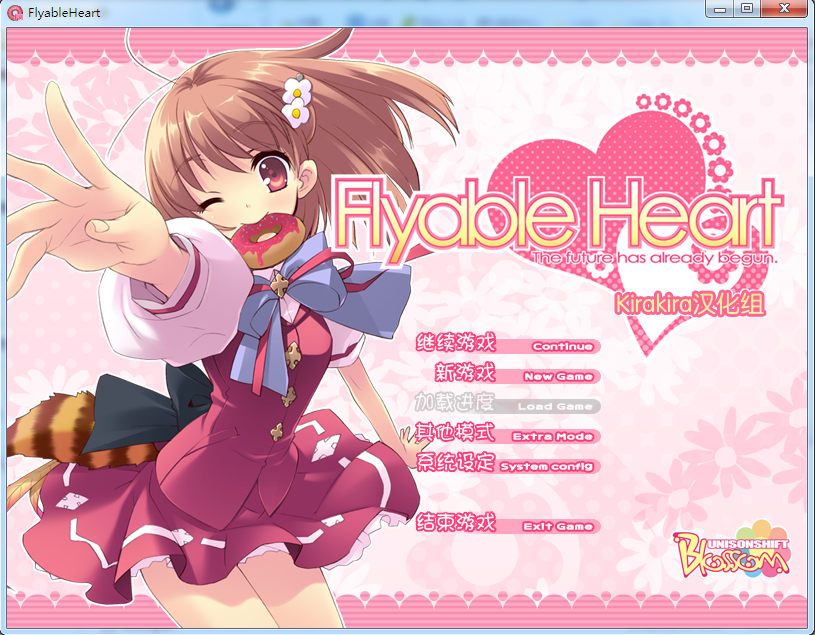 FlyableHeart
Flyable Heart
The future has already begun.
Kirakira汉化组
继续游戏 Continue
新游戏 New Game
加载进度 Load Game
其他模式 Extra Mode
系统设定 System config
结束游戏 Exit Game
UNISONSHIFT
Blossom